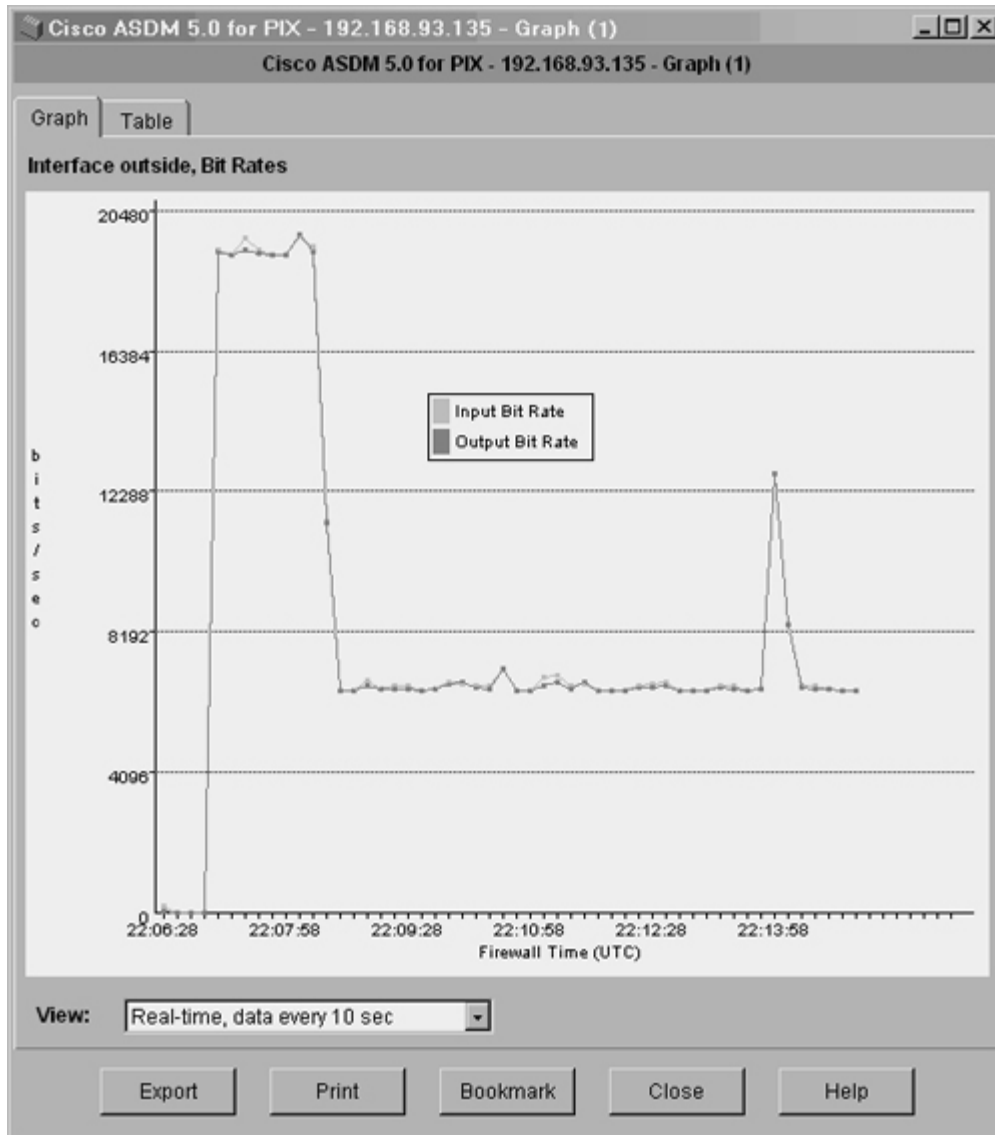 Cisco ASDM 5.0 for PIX - 192.168.93.135 - Graph (1)
Cisco ASDM 5.0 for PIX - 192.168.93.135 - Graph (1)
Graph
Table
Interface outside, Bit Rates
20480
16384
12288
8192
4096
0
bits/sec
Input Bit Rate
Output Bit Rate
22:06:28 22:07:58 22:09:28 22:10:58 22:12:28 22:13:58
Firewall Time (UTC)
View: Real-time, data every 10 sec
Export Print Bookmark Close Help